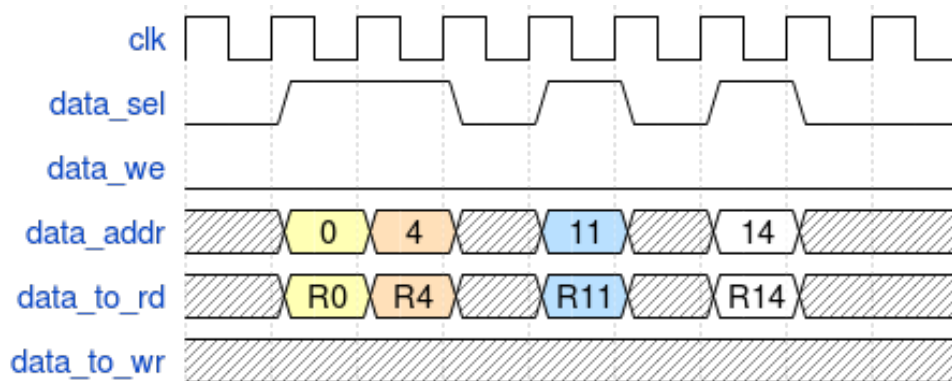 clk
data_sel
data_we
data_addr 0 4 11 14
data_to_rd R0 R4 R11 R14
data_to_wr